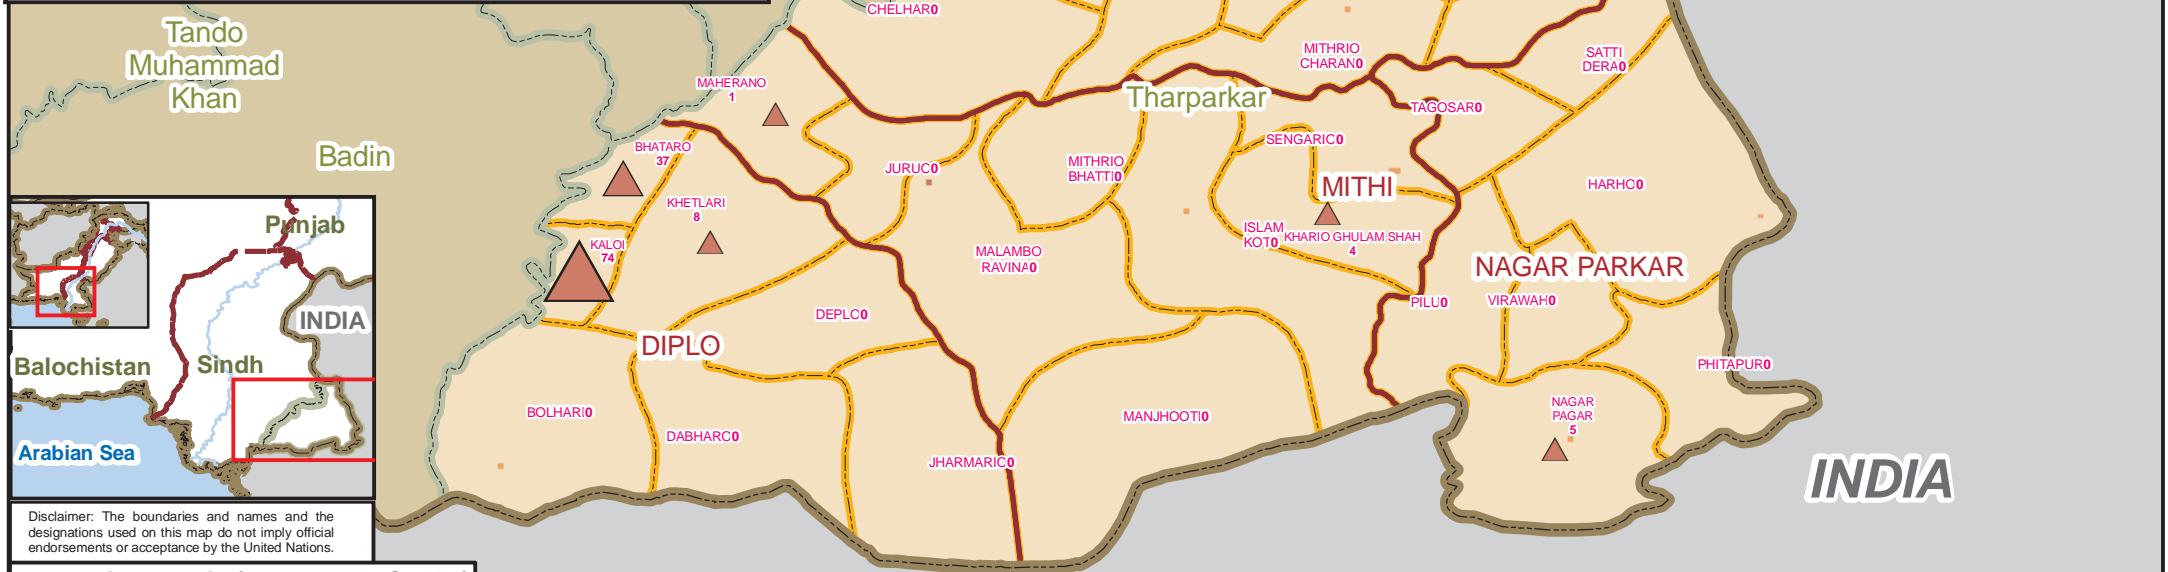 CHELHAR0
Tando
Muhammad
Khan
MITHRIO
CHARAN0
SATTI
DERA0
MAHERANO
1
Tharparkar
TAGOSAR0
Badin
BHATARO
37
SENGARIC0
JURUC0
MITHRIO
BHATTI0
MITHI
HARHO0
KHETLARI
8
ISLAM
KOT0
KHARIO GHULAM SHAH
4
KALOI
74
MALAMBO
RAVINA0
NAGAR PARKAR
PILU0
VIRAWAH0
DEPLO0
DIPLO
PHITAPUR0
BOLHARI0
DABHARC0
MANJHOOTI0
NAGAR
PAGAR
5
JHARMARIC0
INDIA
Punjab
INDIA
Balochistan
Sindh
Arabian Sea
Disclaimer: The boundaries and names and the
designations used on this map do not imply official
endorsements or acceptance by the United Nations.